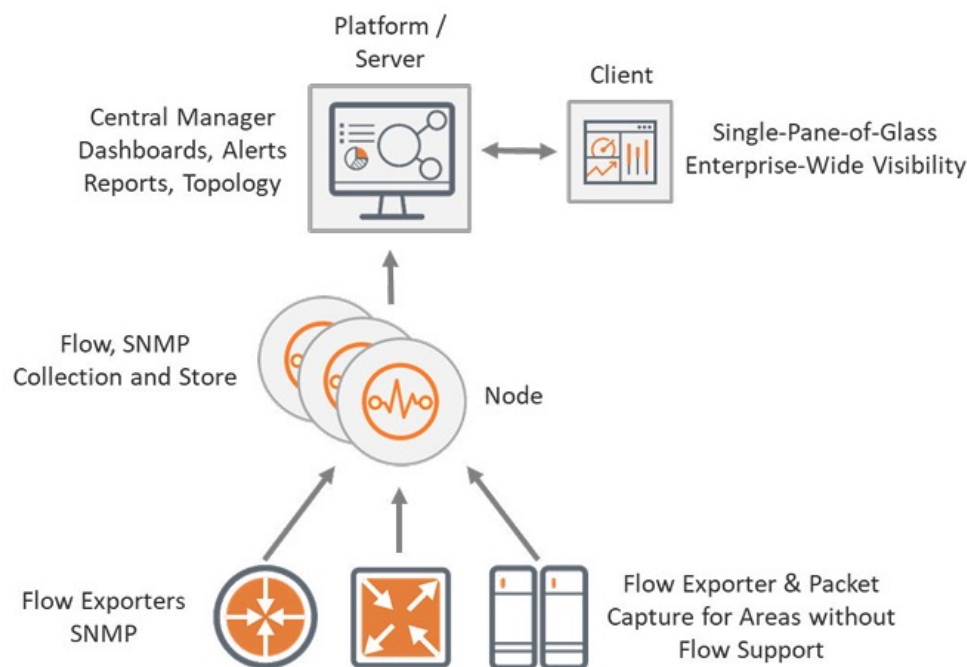 Platform /
Server
Client
Central Manager
Dashboards, Alerts
Reports, Topology
Single-Pane-of-Glass
Enterprise-Wide Visibility
Flow, SNMP
Collection and Store
Node
Flow Exporters
SNMP
Flow Exporter & Packet
Capture for Areas without
Flow Support